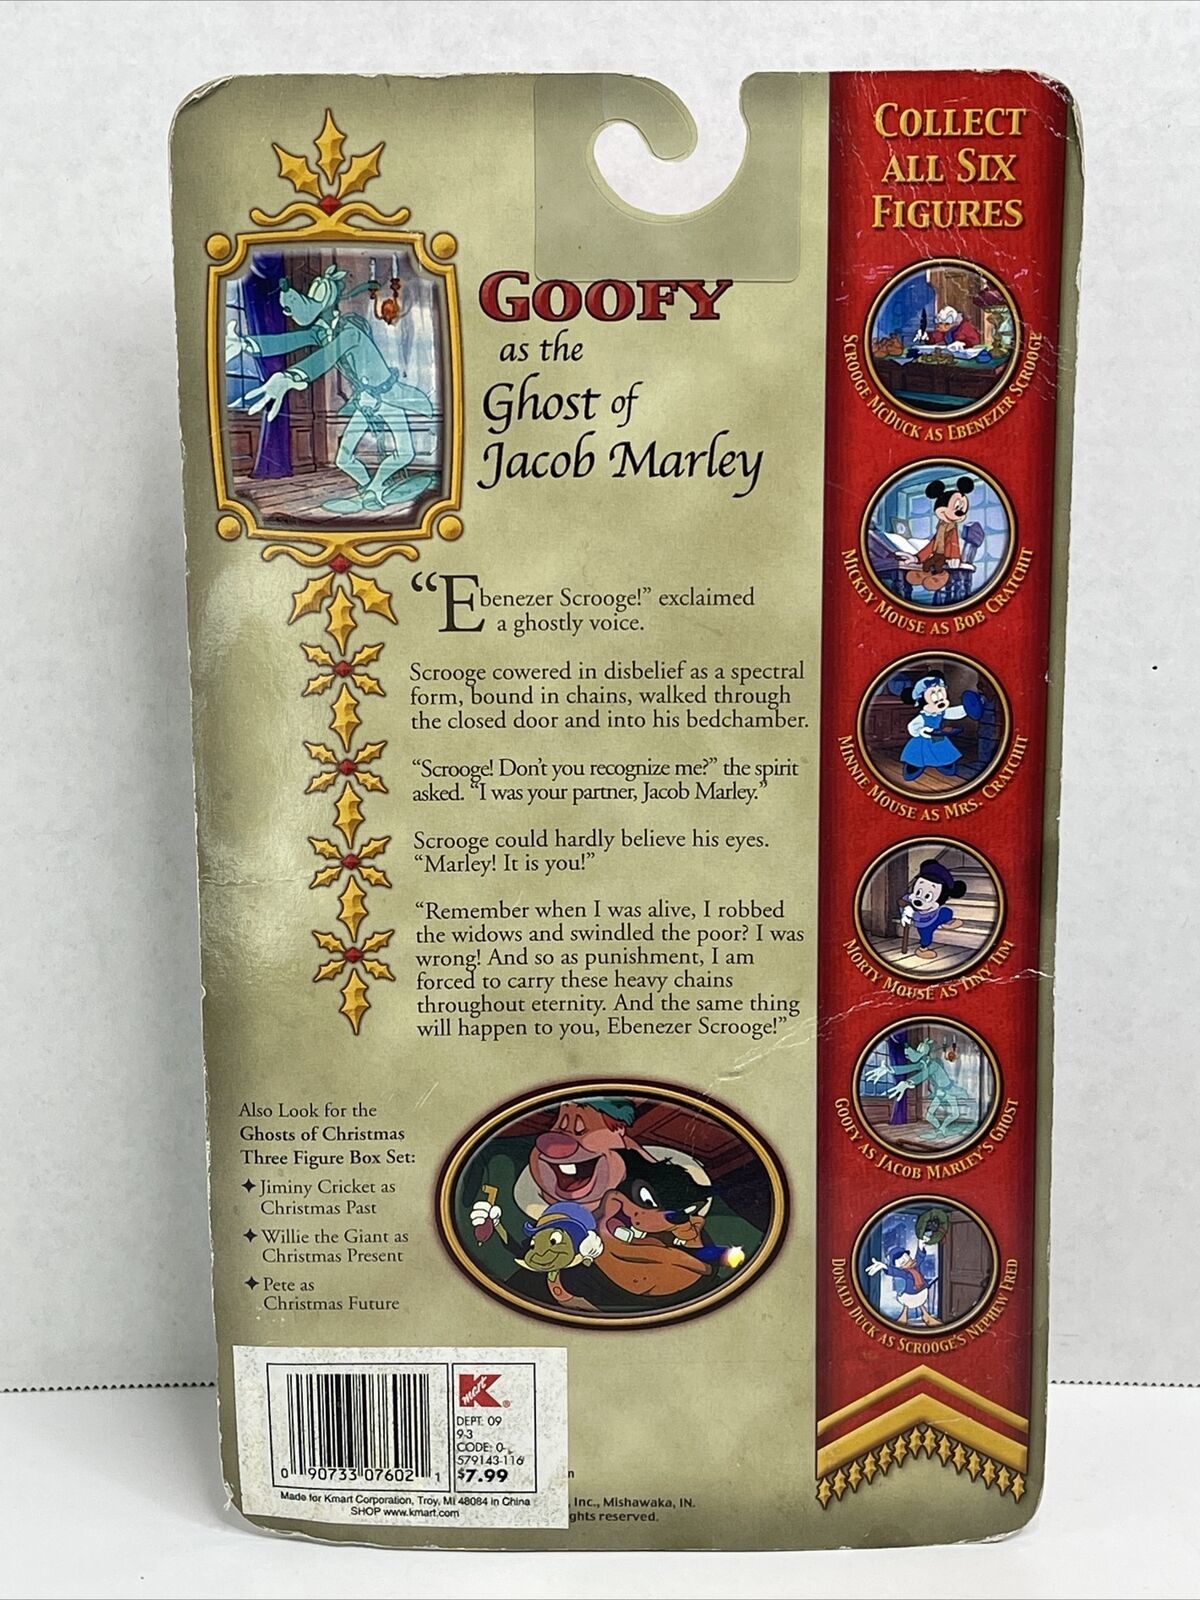 GOOFY
as the
Ghost of
Jacob Marley
“Ebenezer Scrooge!” exclaimed
a ghostly voice.
Scrooge cowered in disbelief as a spectral
form, bound in chains, walked through
the closed door and into his bedchamber.
“Scrooge! Don't you recognize me?” the spirit
asked. “I was your partner, Jacob Marley.”
Scrooge could hardly believe his eyes.
“Marley! It is you!”
“Remember when I was alive, I robbed
the widows and swindled the poor? I was
wrong! And so as punishment, I am
forced to carry these heavy chains
throughout eternity. And the same thing
will happen to you, Ebenezer Scrooge!”
Also Look for the
Ghosts of Christmas
Three Figure Box Set:
✦ Jiminy Cricket as
Christmas Past
✦ Willie the Giant as
Christmas Present
✦ Pete as
Christmas Future
COLLECT
ALL SIX
FIGURES
SCROOGE MCDUCK AS EBENEZER SCROOGE
MICKEY MOUSE AS BOB CRATCHIT
MINNIE MOUSE AS MRS. CRATCHIT
MORTY MOUSE AS TINY TIM
GOOFY AS JACOB MARLEY'S GHOST
DONALD DUCK AS SCROOGE'S NEPHEW FRED
0 90733 07602 1
K mart ®
DEPT. 09
9-3
CODE: 0-
579143-116
$7.99
Made for Kmart Corporation, Troy, MI 48084 in China
SHOP www.kmart.com
, Inc., Mishawaka, IN.
ghts reserved.